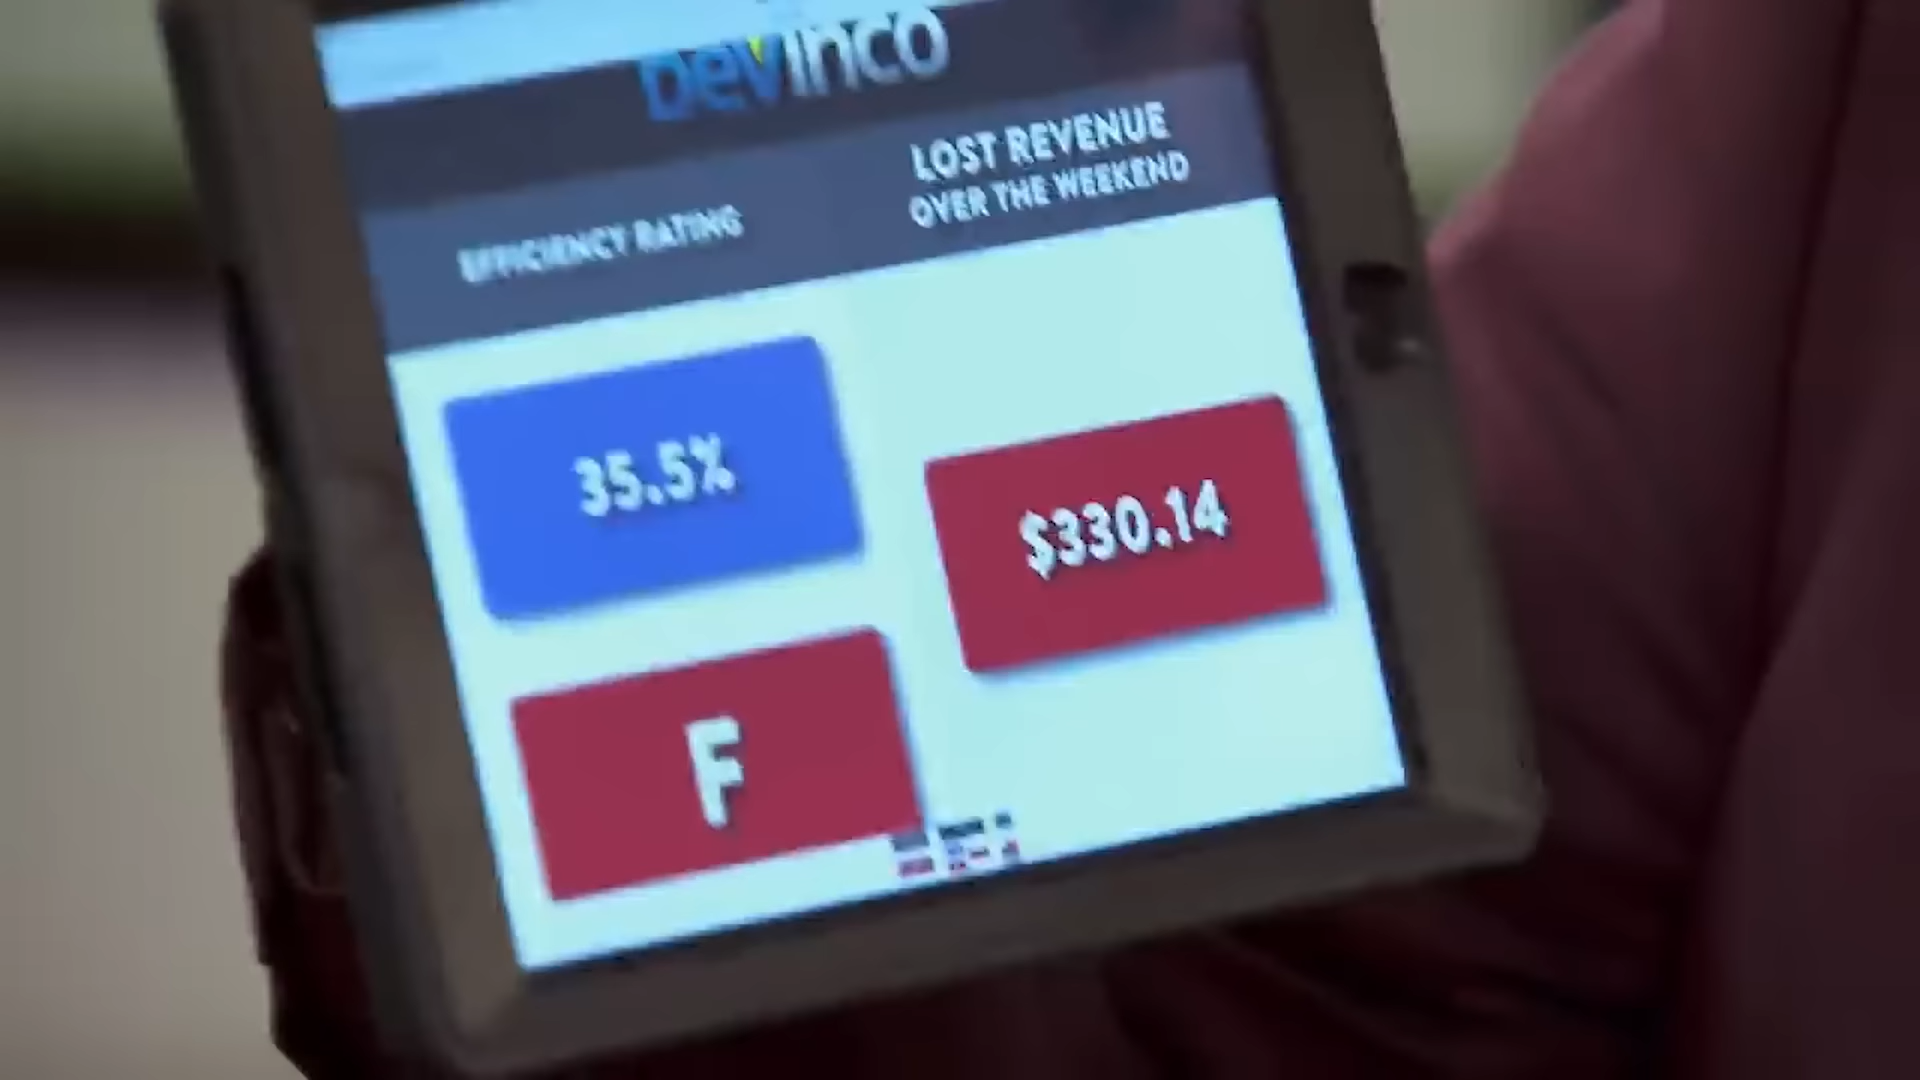 DeVinco
EFFICIENCY RATING
LOST REVENUE
OVER THE WEEKEND
35.5%
$330.14
F